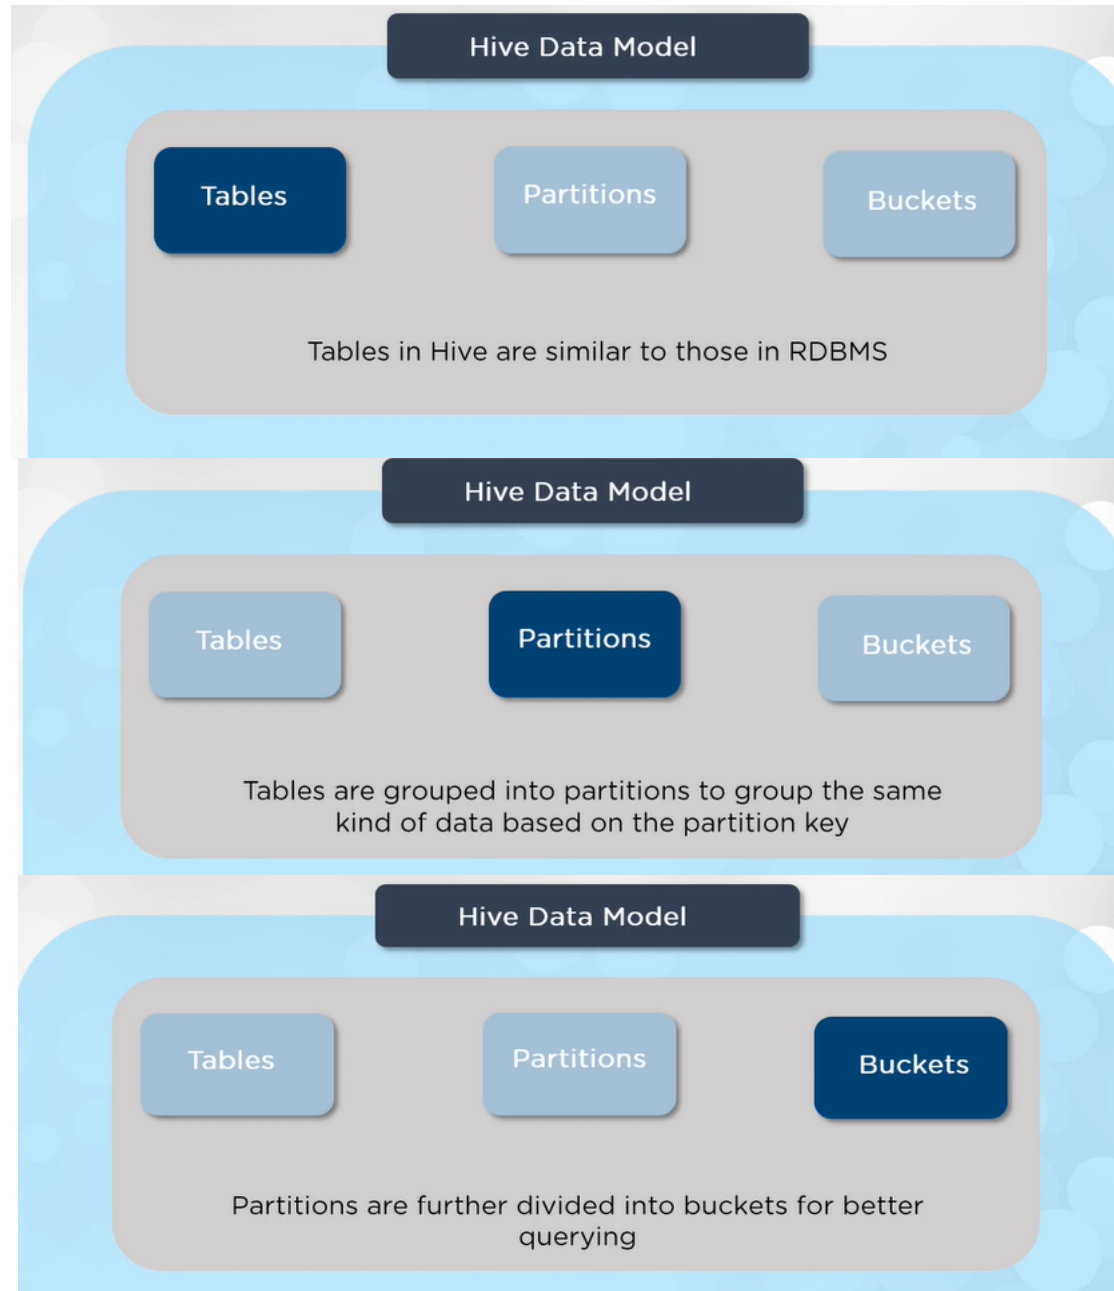 Hive Data Model
Tables
Partitions
Buckets
Tables in Hive are similar to those in RDBMS
Hive Data Model
Tables
Partitions
Buckets
Tables are grouped into partitions to group the same
kind of data based on the partition key
Hive Data Model
Tables
Partitions
Buckets
Partitions are further divided into buckets for better
querying